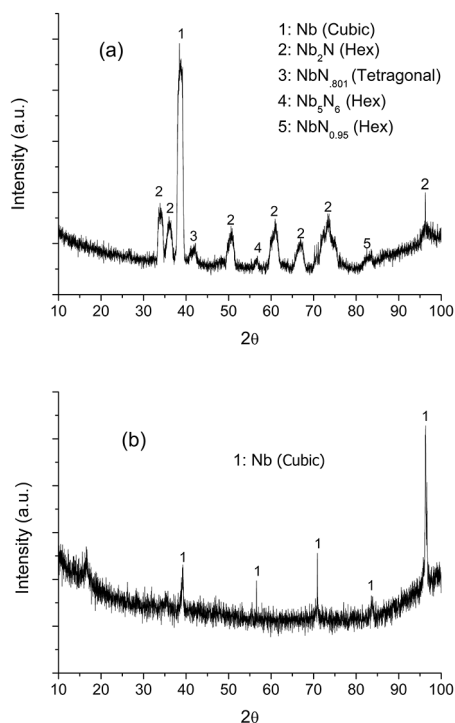 1
(a)
1: Nb (Cubic)
2: Nb₂N (Hex)
3: NbN.₈₀₁ (Tetragonal)
4: Nb₅N₆ (Hex)
5: NbN₀.₉₅ (Hex)
Intensity (a.u.)
2 2 3 2 4 2 2 2 5 2
10 20 30 40 50 60 70 80 90 100
2θ
(b)
1: Nb (Cubic)
Intensity (a.u.)
1 1 1 1 1
10 20 30 40 50 60 70 80 90 100
2θ